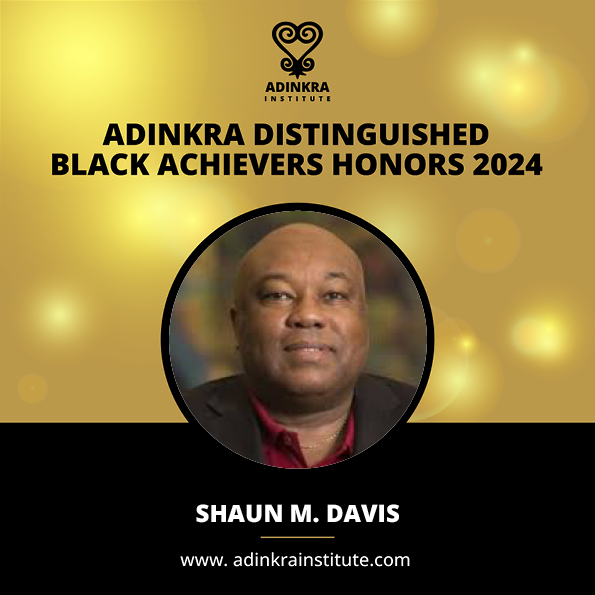 ADINKRA
INSTITUTE
ADINKRA DISTINGUISHED
BLACK ACHIEVERS HONORS 2024
SHAUN M. DAVIS
www. adinkrainstitute.com